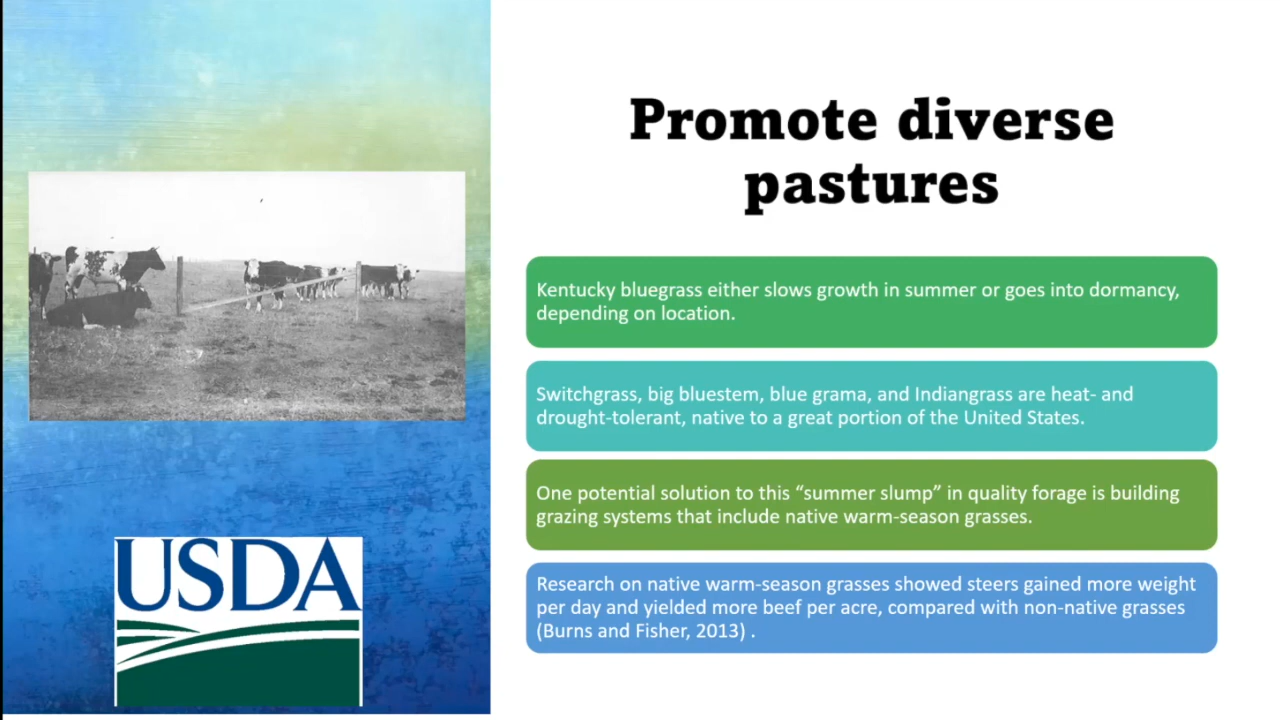 Promote diverse
pastures
Kentucky bluegrass either slows growth in summer or goes into dormancy,
depending on location.
Switchgrass, big bluestem, blue grama, and Indiangrass are heat- and
drought-tolerant, native to a great portion of the United States.
One potential solution to this “summer slump” in quality forage is building
grazing systems that include native warm-season grasses.
Research on native warm-season grasses showed steers gained more weight
per day and yielded more beef per acre, compared with non-native grasses
(Burns and Fisher, 2013) .
USDA